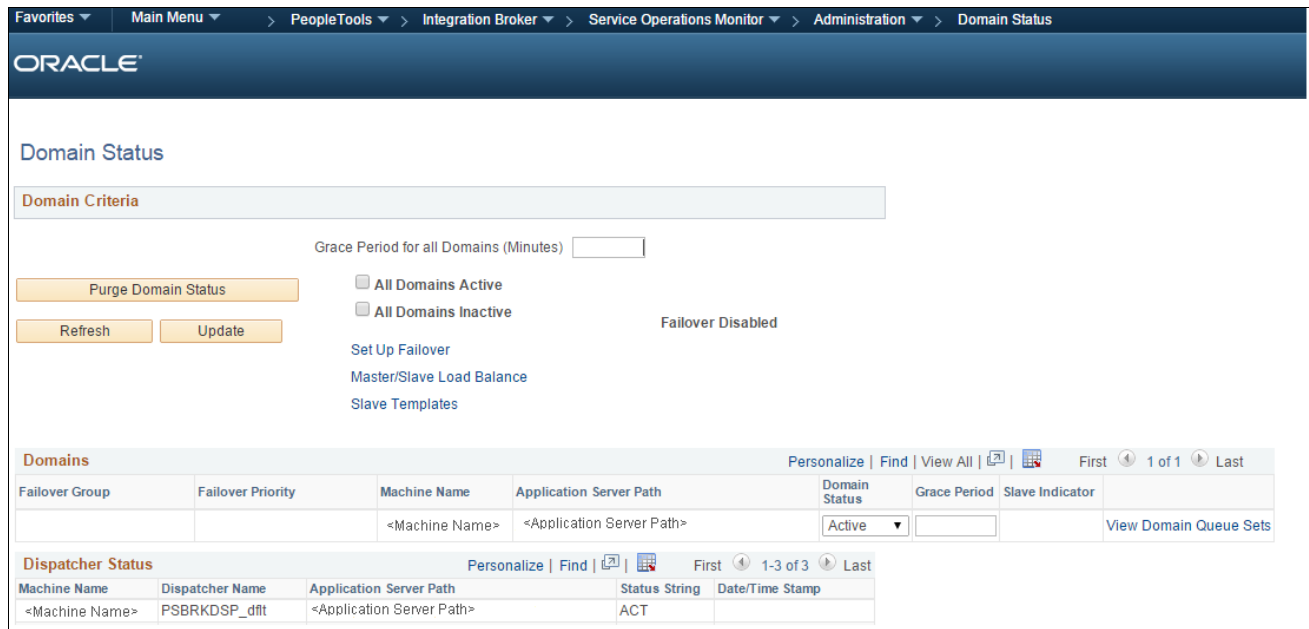 Favorites Main Menu > PeopleTools > Integration Broker > Service Operations Monitor > Administration > Domain Status
ORACLE
Domain Status
Domain Criteria
Grace Period for all Domains (Minutes)
Purge Domain Status
All Domains Active
All Domains Inactive
Failover Disabled
Refresh Update
Set Up Failover
Master/Slave Load Balance
Slave Templates
Domains Personalize | Find | View All | | First 1 of 1 Last
Failover Group Failover Priority Machine Name Application Server Path Domain Status Grace Period Slave Indicator
<Machine Name> <Application Server Path> Active View Domain Queue Sets
Dispatcher Status Personalize | Find | | First 1-3 of 3 Last
Machine Name Dispatcher Name Application Server Path Status String Date/Time Stamp
<Machine Name> PSBRKDSP_dflt <Application Server Path> ACT